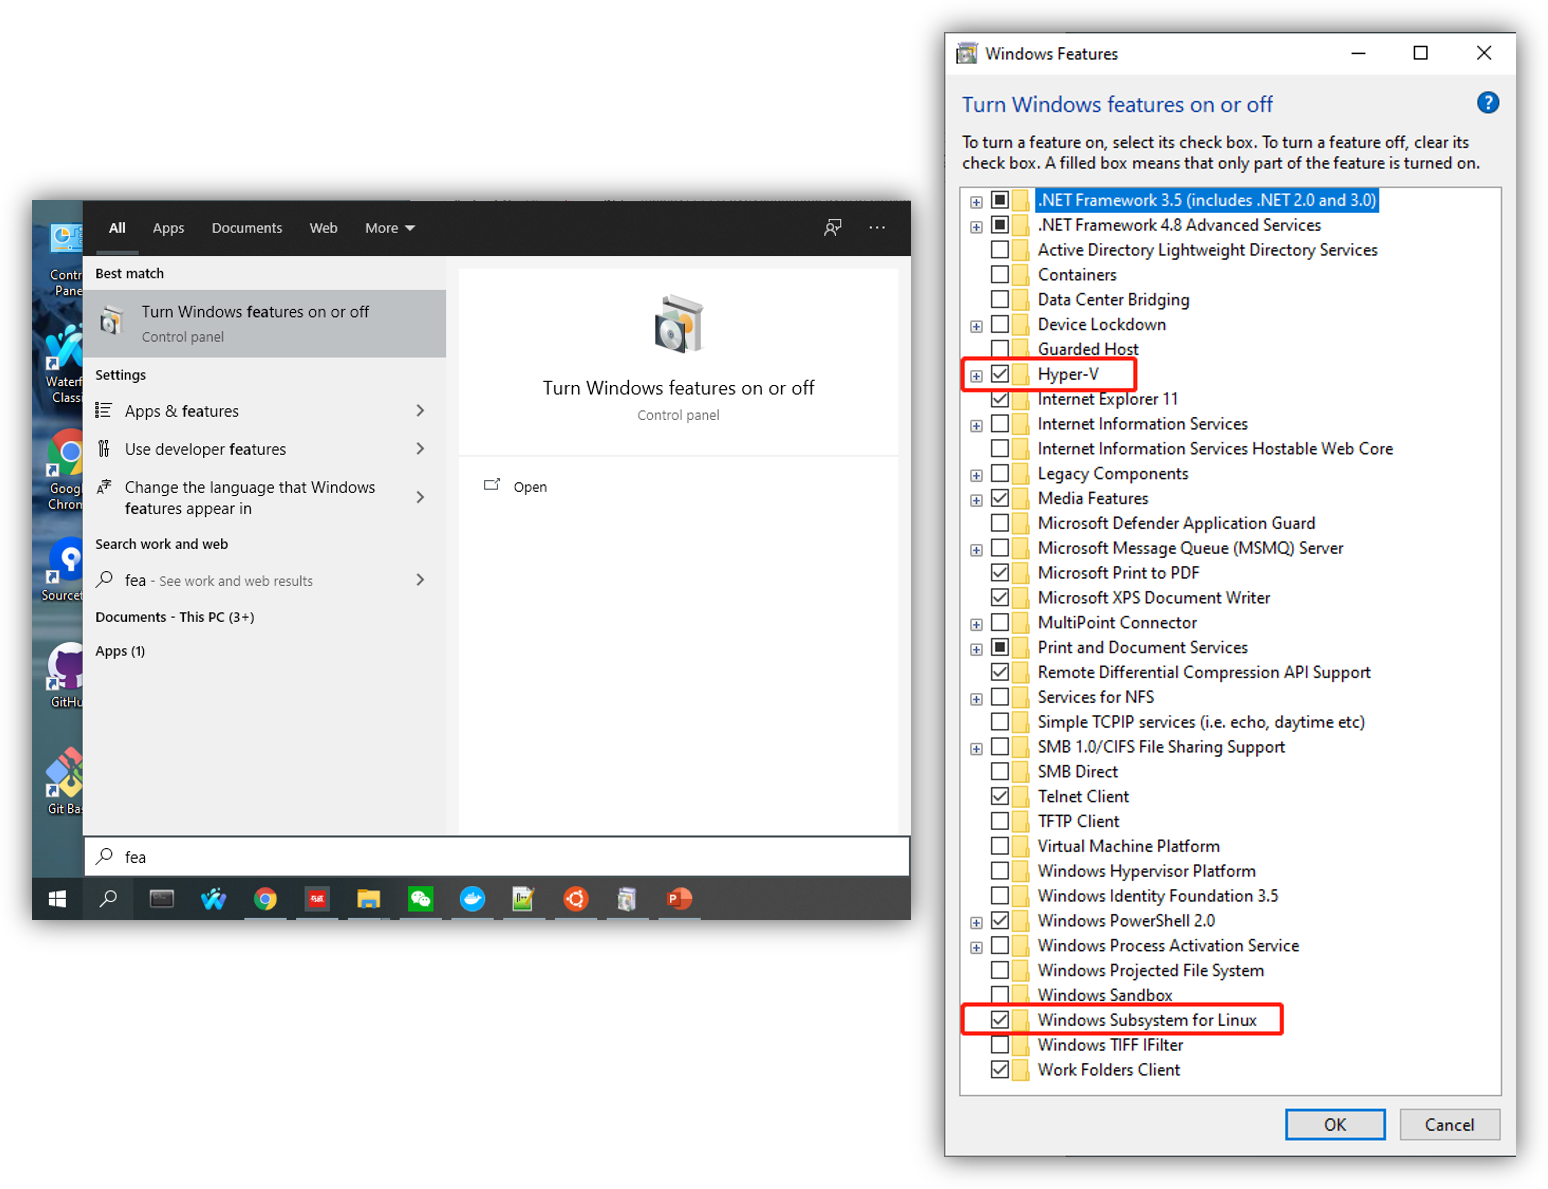 All Apps Documents Web More
Best match
Turn Windows features on or off
Control panel
Settings
Apps & features
Use developer features
Change the language that Windows
features appear in
Search work and web
fea - See work and web results
Documents - This PC (3+)
Apps (1)
Turn Windows features on or off
Control panel
Open
fea
Contr
Pane
Waterf
Classi
Goog
Chron
Sourcet
GitHu
Git Bas
Windows Features
Turn Windows features on or off
To turn a feature on, select its check box. To turn a feature off, clear its
check box. A filled box means that only part of the feature is turned on.
.NET Framework 3.5 (includes .NET 2.0 and 3.0)
.NET Framework 4.8 Advanced Services
Active Directory Lightweight Directory Services
Containers
Data Center Bridging
Device Lockdown
Guarded Host
Hyper-V
Internet Explorer 11
Internet Information Services
Internet Information Services Hostable Web Core
Legacy Components
Media Features
Microsoft Defender Application Guard
Microsoft Message Queue (MSMQ) Server
Microsoft Print to PDF
Microsoft XPS Document Writer
MultiPoint Connector
Print and Document Services
Remote Differential Compression API Support
Services for NFS
Simple TCPIP services (i.e. echo, daytime etc)
SMB 1.0/CIFS File Sharing Support
SMB Direct
Telnet Client
TFTP Client
Virtual Machine Platform
Windows Hypervisor Platform
Windows Identity Foundation 3.5
Windows PowerShell 2.0
Windows Process Activation Service
Windows Projected File System
Windows Sandbox
Windows Subsystem for Linux
Windows TIFF IFilter
Work Folders Client
OK Cancel